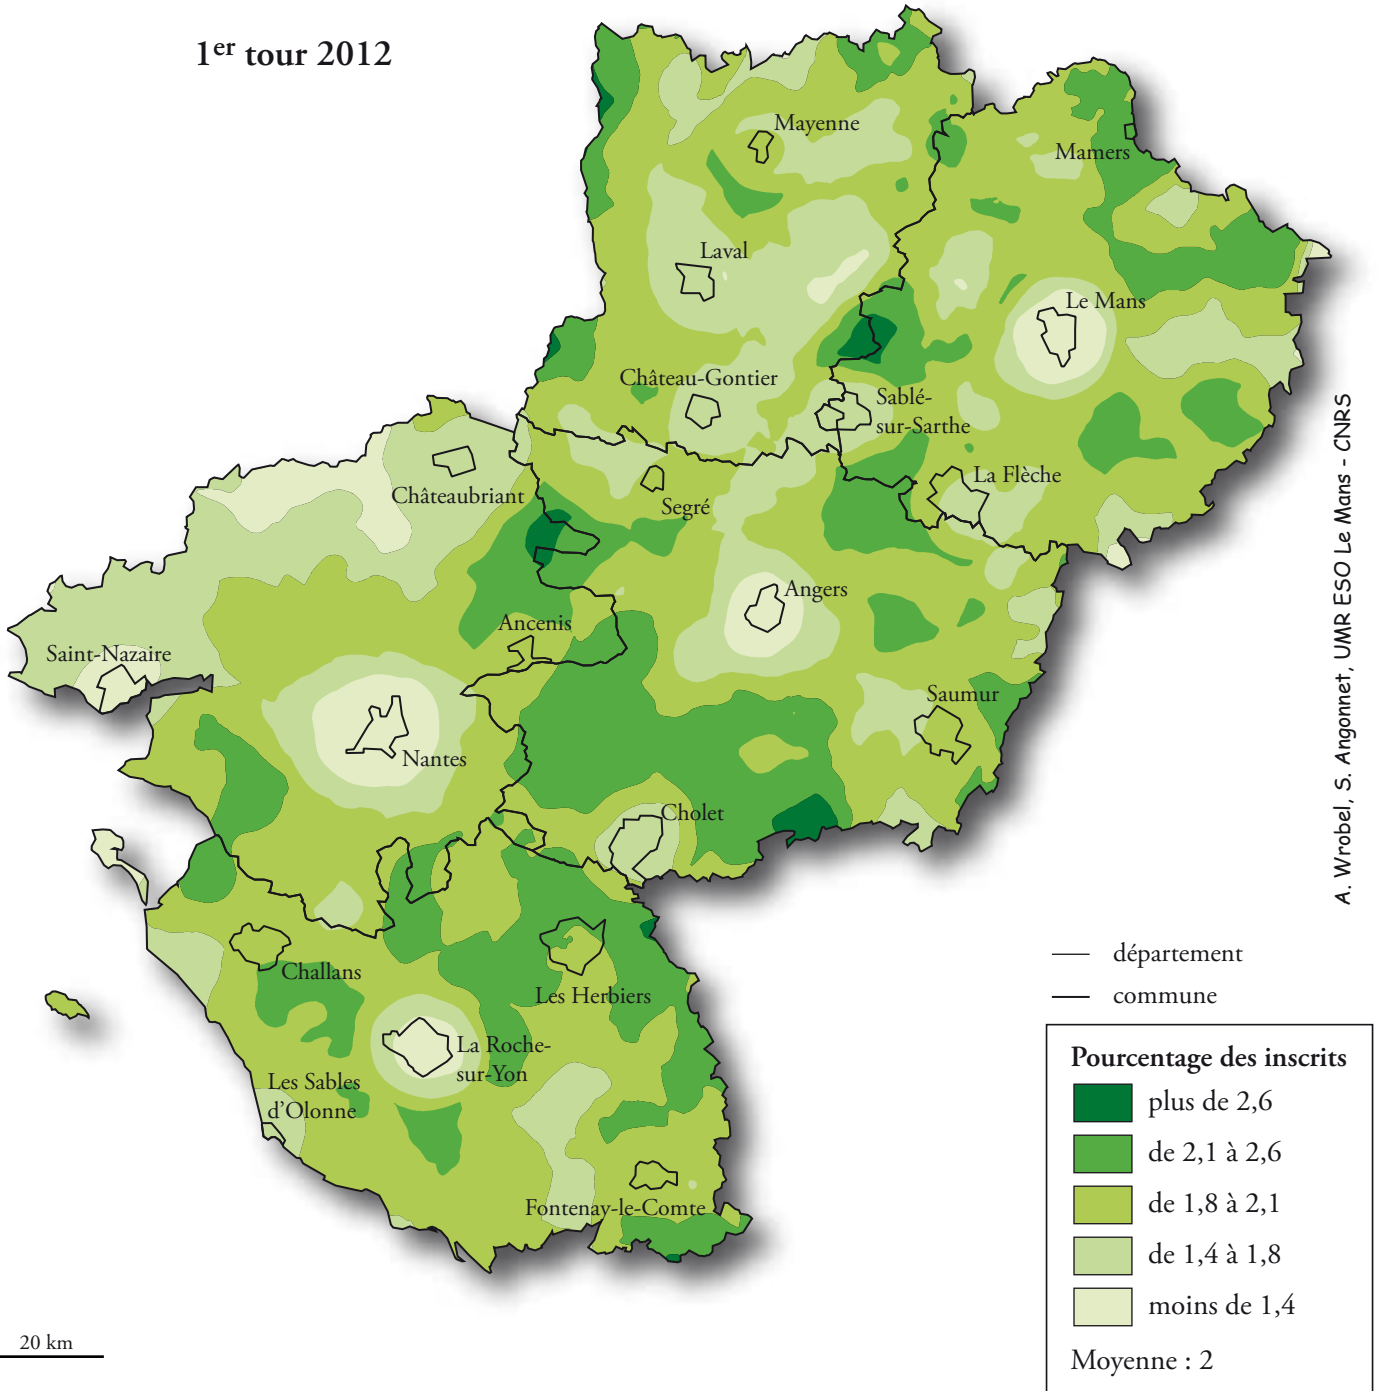 1er tour 2012
Mayenne
Mamers
Laval
Le Mans
Château-Gontier
Sablé-
sur-Sarthe
La Flèche
Châteaubriant
Segré
Angers
Ancenis
Saint-Nazaire
Saumur
Nantes
Cholet
Challans
Les Herbiers
La Roche-
sur-Yon
Les Sables
d'Olonne
Fontenay-le-Comte
20 km
A. Wrobel, S. Angonnet, UMR ESO Le Mans - CNRS
département
commune
Pourcentage des inscrits
plus de 2,6
de 2,1 à 2,6
de 1,8 à 2,1
de 1,4 à 1,8
moins de 1,4
Moyenne : 2